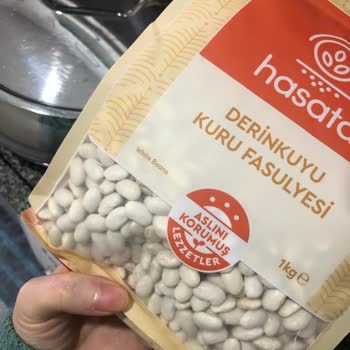 hasata
DERİNKUYU
KURU FASULYESİ
White Beans
ASLINI
KORUMUŞ
LEZZETLER
1kg e